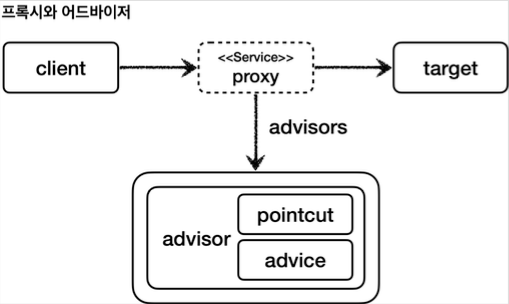 프록시와 어드바이저
client
<<Service>>
proxy
target
advisors
advisor
pointcut
advice